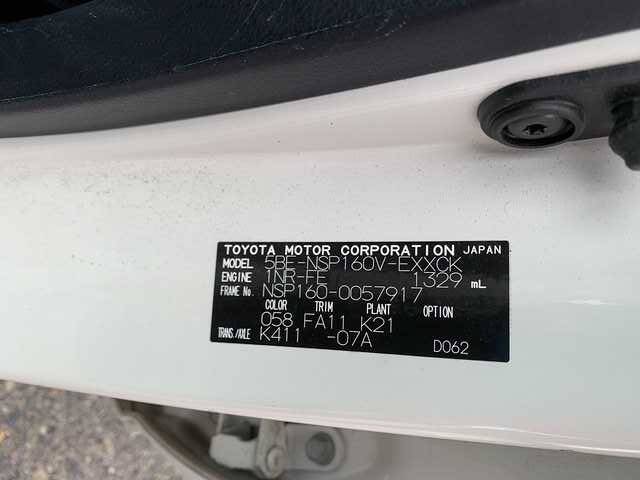 TOYOTA MOTOR CORPORATION JAPAN
MODEL 5BE-NSP160V-EXXCK
ENGINE 1NR-FE 1329 mL
FRAME No. NSP160-0057917
COLOR TRIM PLANT OPTION
058 FA11 K21
TRANS./AXLE K411 -07A D062